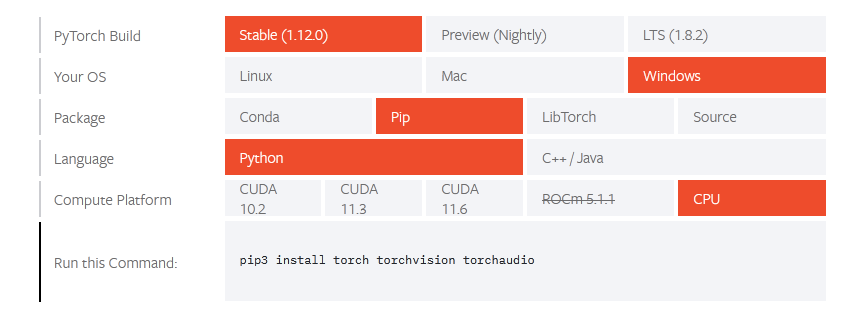 PyTorch Build
Stable (1.12.0)
Preview (Nightly)
LTS (1.8.2)
Your OS
Linux
Mac
Windows
Package
Conda
Pip
LibTorch
Source
Language
Python
C++ / Java
Compute Platform
CUDA
10.2
CUDA
11.3
CUDA
11.6
ROCm 5.1.1
CPU
Run this Command:
pip3 install torch torchvision torchaudio